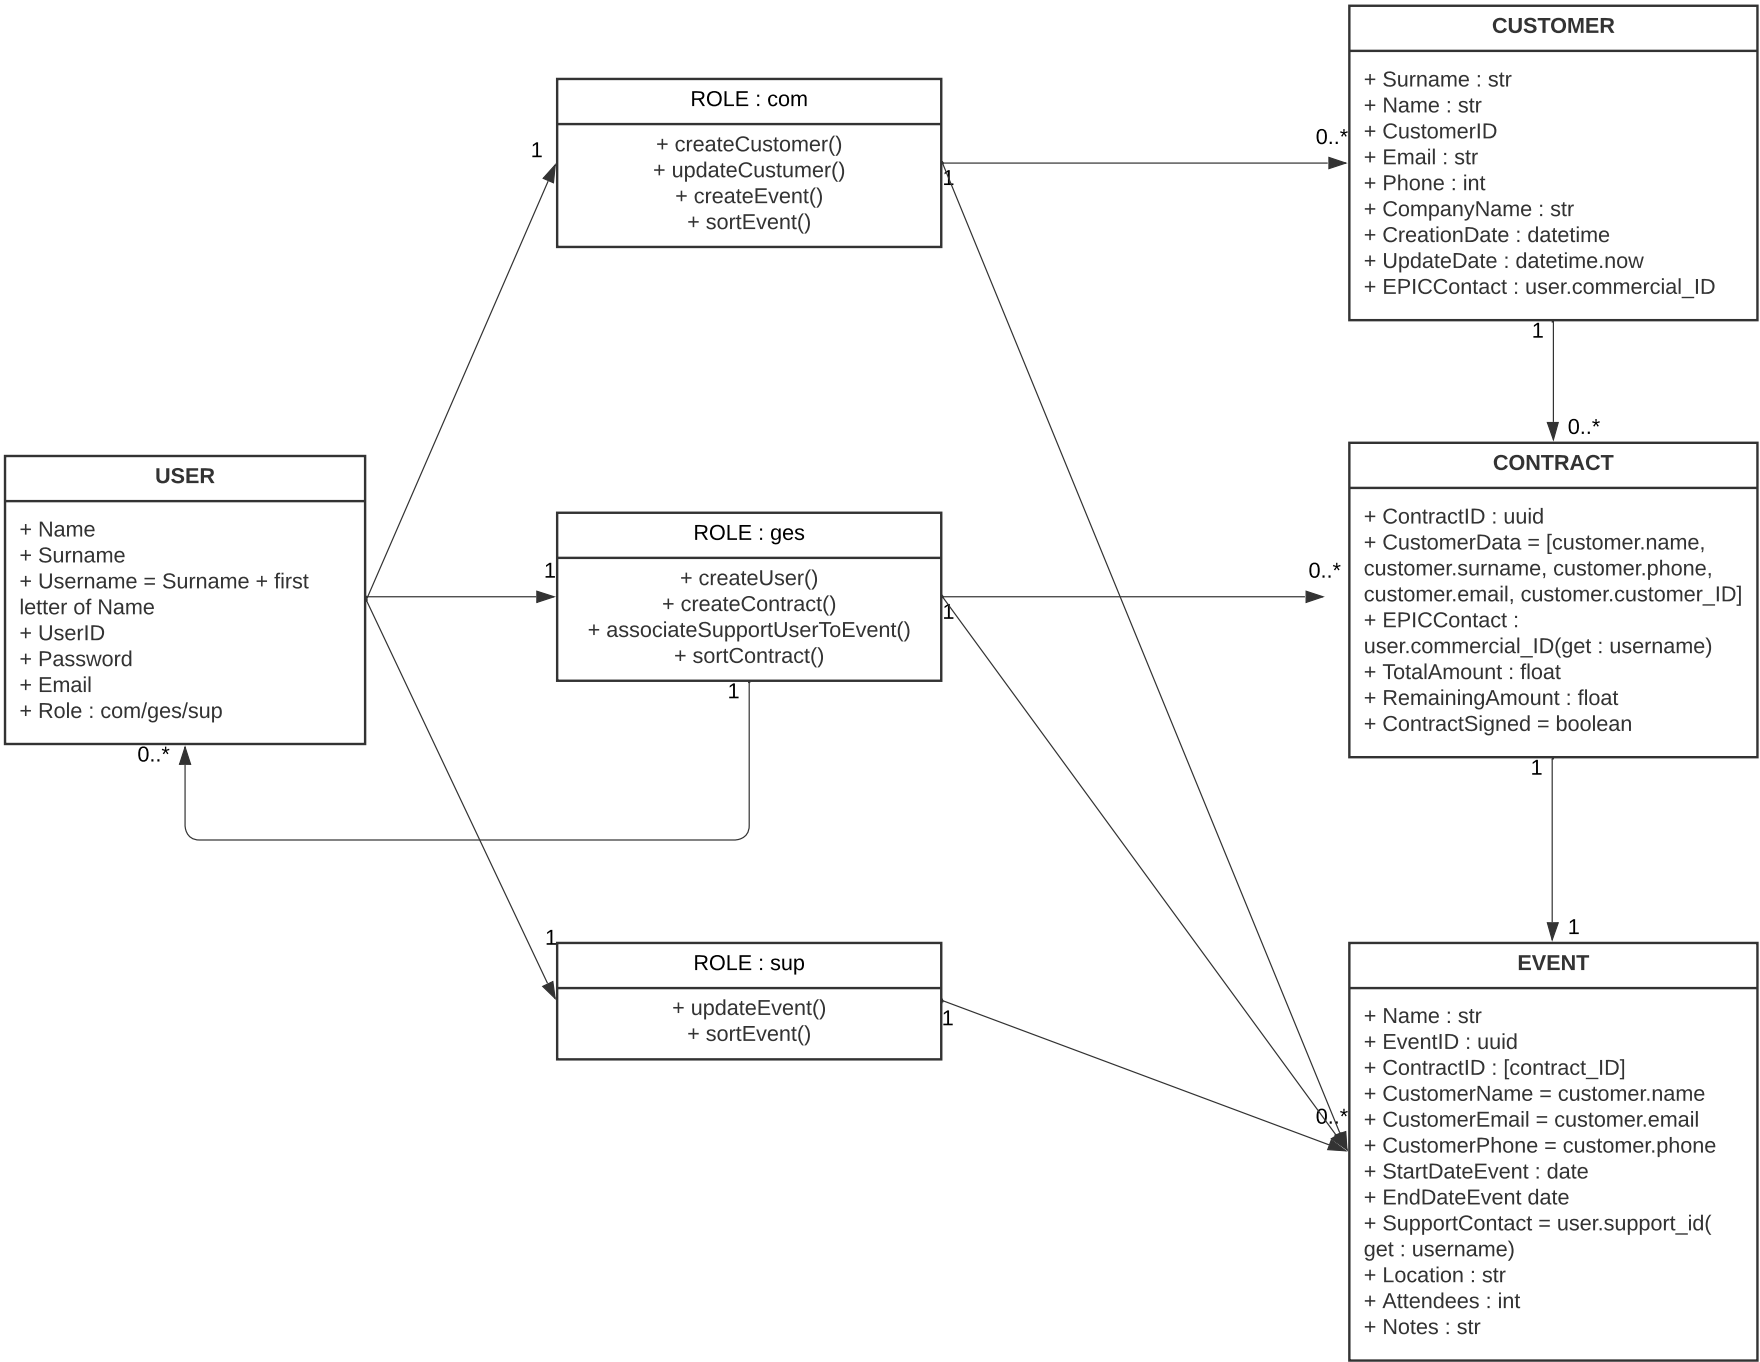 CUSTOMER
+ Surname : str
+ Name : str
+ CustomerID
+ Email : str
+ Phone : int
+ CompanyName : str
+ CreationDate : datetime
+ UpdateDate : datetime.now
+ EPICContact : user.commercial_ID
ROLE : com
+ createCustomer()
+ updateCustumer()
+ createEvent()
+ sortEvent()
1
1
0..*
1
0..*
USER
+ Name
+ Surname
+ Username = Surname + first
letter of Name
+ UserID
+ Password
+ Email
+ Role : com/ges/sup
0..*
ROLE : ges
+ createUser()
+ createContract()
+ associateSupportUserToEvent()
+ sortContract()
1
1
1
0..*
CONTRACT
+ ContractID : uuid
+ CustomerData = [customer.name,
customer.surname, customer.phone,
customer.email, customer.customer_ID]
+ EPICContact :
user.commercial_ID(get : username)
+ TotalAmount : float
+ RemainingAmount : float
+ ContractSigned = boolean
1
1
1
ROLE : sup
+ updateEvent()
+ sortEvent()
1
0..*
EVENT
+ Name : str
+ EventID : uuid
+ ContractID : [contract_ID]
+ CustomerName = customer.name
+ CustomerEmail = customer.email
+ CustomerPhone = customer.phone
+ StartDateEvent : date
+ EndDateEvent date
+ SupportContact = user.support_id(
get : username)
+ Location : str
+ Attendees : int
+ Notes : str